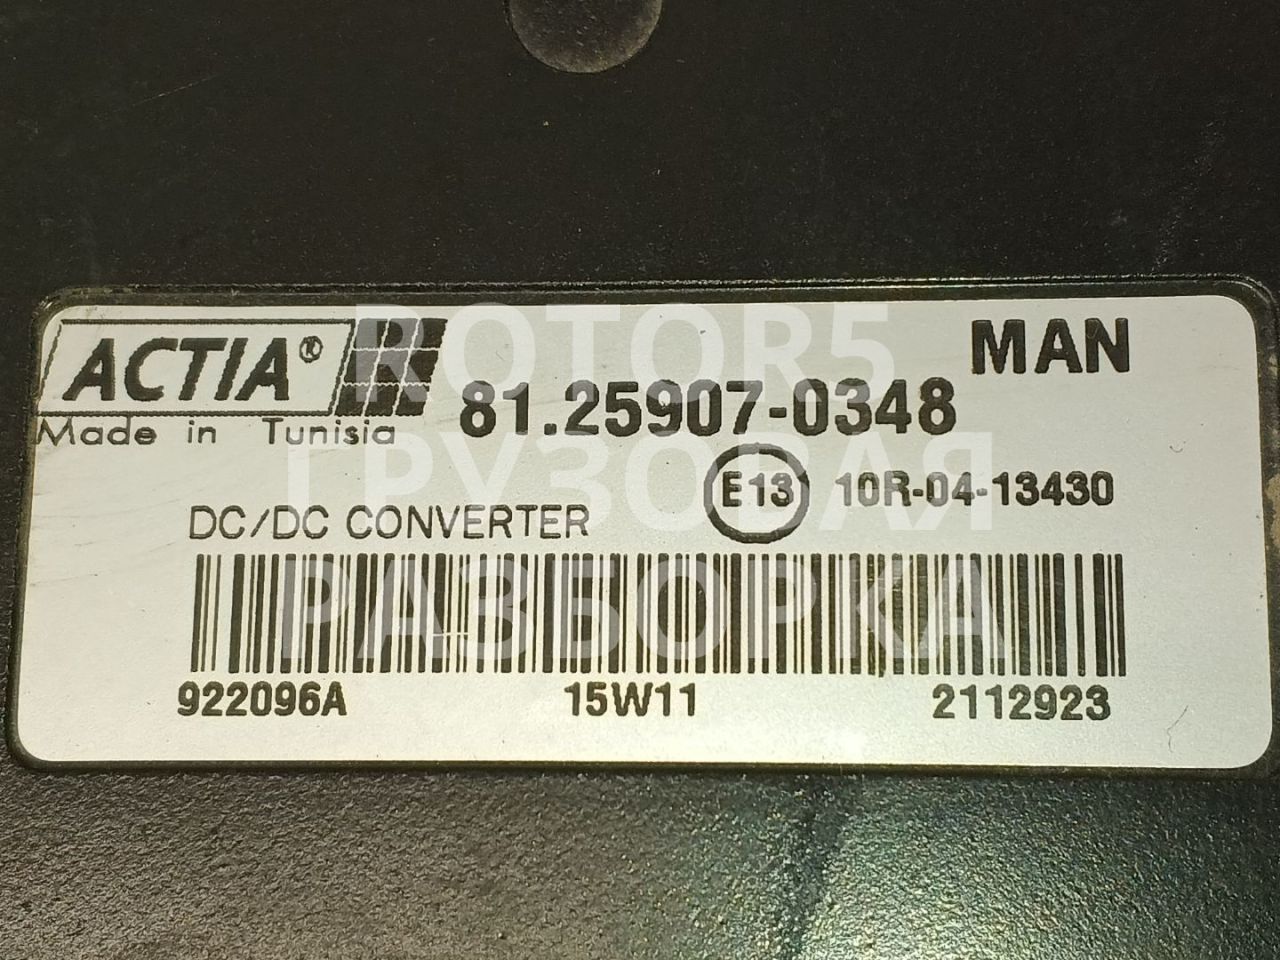 ACTIA®
MAN
81.25907-0348
Made in Tunisia
E13 10R-04-13430
DC/DC CONVERTER
922096A 15W11 2112923
ROTOR5
ГРУЗОВАЯ
РАЗБОРКА